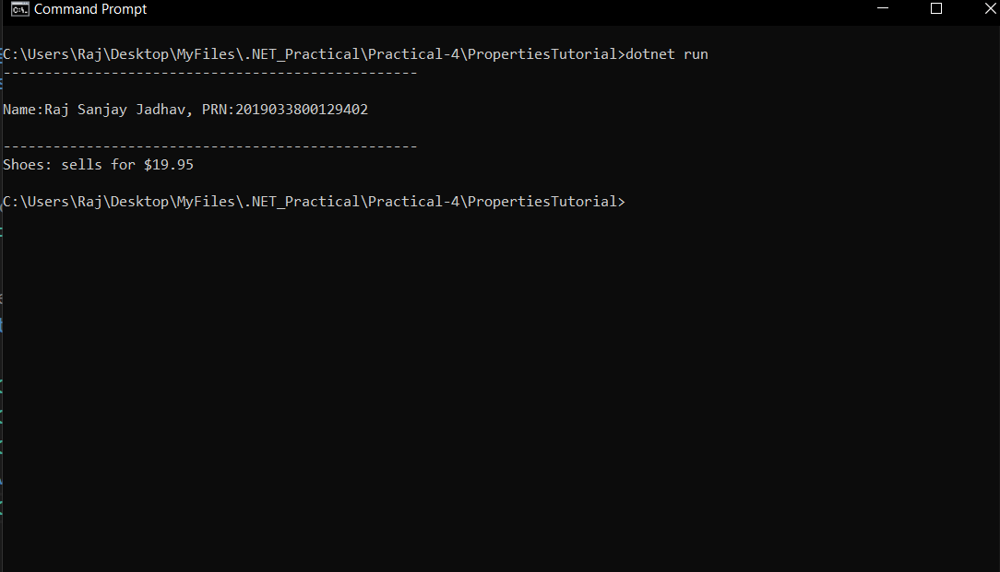 Command Prompt
C:\Users\Raj\Desktop\MyFiles\.NET_Practical\Practical-4\PropertiesTutorial>dotnet run
--------------------------------------------------
Name:Raj Sanjay Jadhav, PRN:2019033800129402
--------------------------------------------------
Shoes: sells for $19.95
C:\Users\Raj\Desktop\MyFiles\.NET_Practical\Practical-4\PropertiesTutorial>